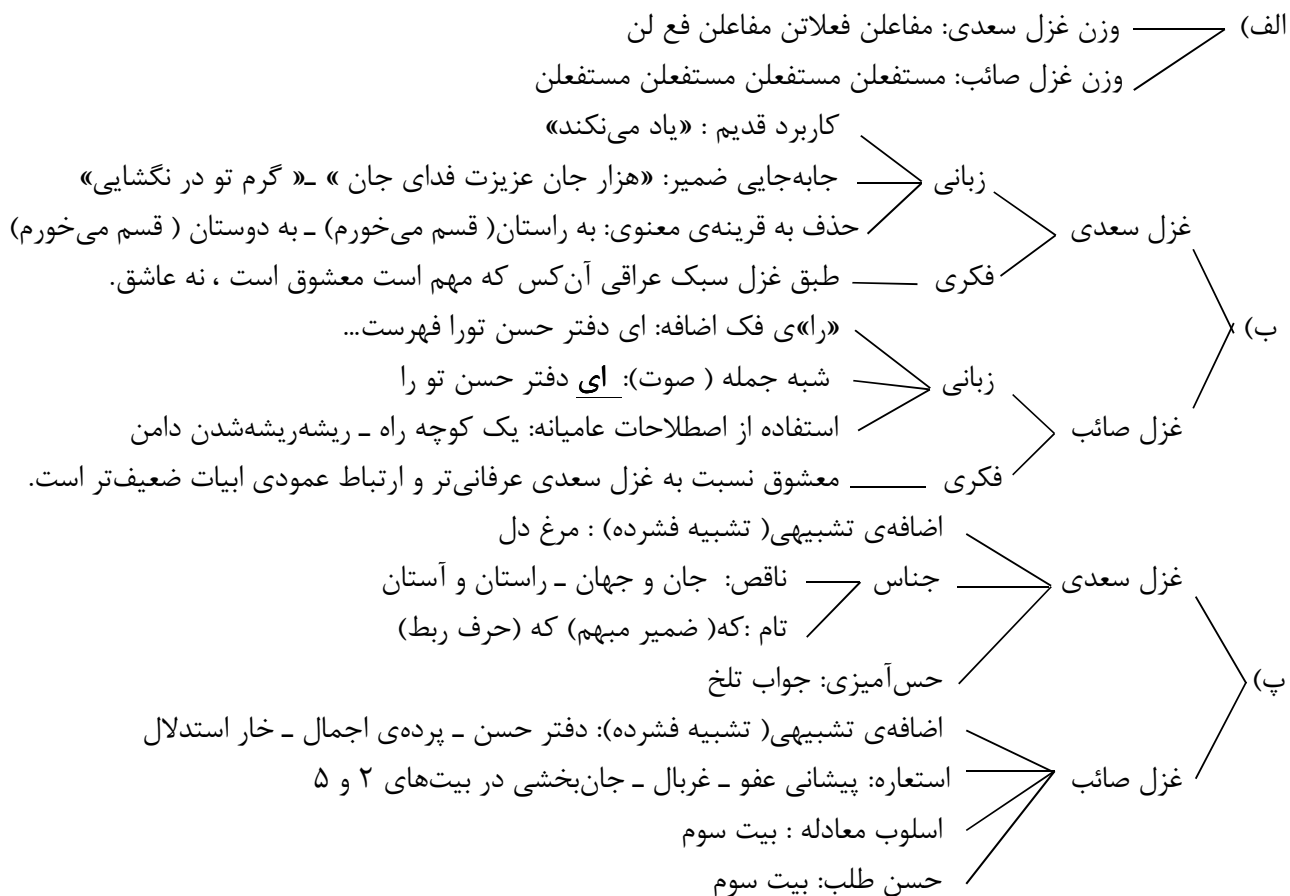 الف) وزن غزل سعدی: مفاعلن فعلاتن مفاعلن فع لن
وزن غزل صائب: مستفعلن مستفعلن مستفعلن مستفعلن
کاربرد قدیم : «یاد می‌نکند»
زبانی جابه‌جایی ضمیر: «هزار جان عزیزت فدای جان » ـ« گرم تو در نگشایی»
غزل سعدی حذف به قرینه‌ی معنوی: به راستان( قسم می‌خورم) ـ به دوستان ( قسم می‌خورم)
فکری طبق غزل سبک عراقی آن‌کس که مهم است معشوق است ، نه عاشق.
ب) «را»ی فک اضافه: ای دفتر حسن تورا فهرست...
زبانی شبه جمله ( صوت): ای دفتر حسن تو را
غزل صائب استفاده از اصطلاحات عامیانه: یک کوچه راه ـ ریشه‌ریشه‌شدن دامن
فکری معشوق نسبت به غزل سعدی عرفانی‌تر و ارتباط عمودی ابیات ضعیف‌تر است.
اضافه‌ی تشبیهی( تشبیه فشرده) : مرغ دل
غزل سعدی جناس ناقص: جان و جهان ـ راستان و آستان
تام :که( ضمیر مبهم) که (حرف ربط)
پ) حس‌آمیزی: جواب تلخ
اضافه‌ی تشبیهی( تشبیه فشرده): دفتر حسن ـ پرده‌ی اجمال ـ خار استدلال
غزل صائب استعاره: پیشانی عفو ـ غربال ـ جان‌بخشی در بیت‌های ۲ و ۵
اسلوب معادله : بیت سوم
حسن طلب: بیت سوم